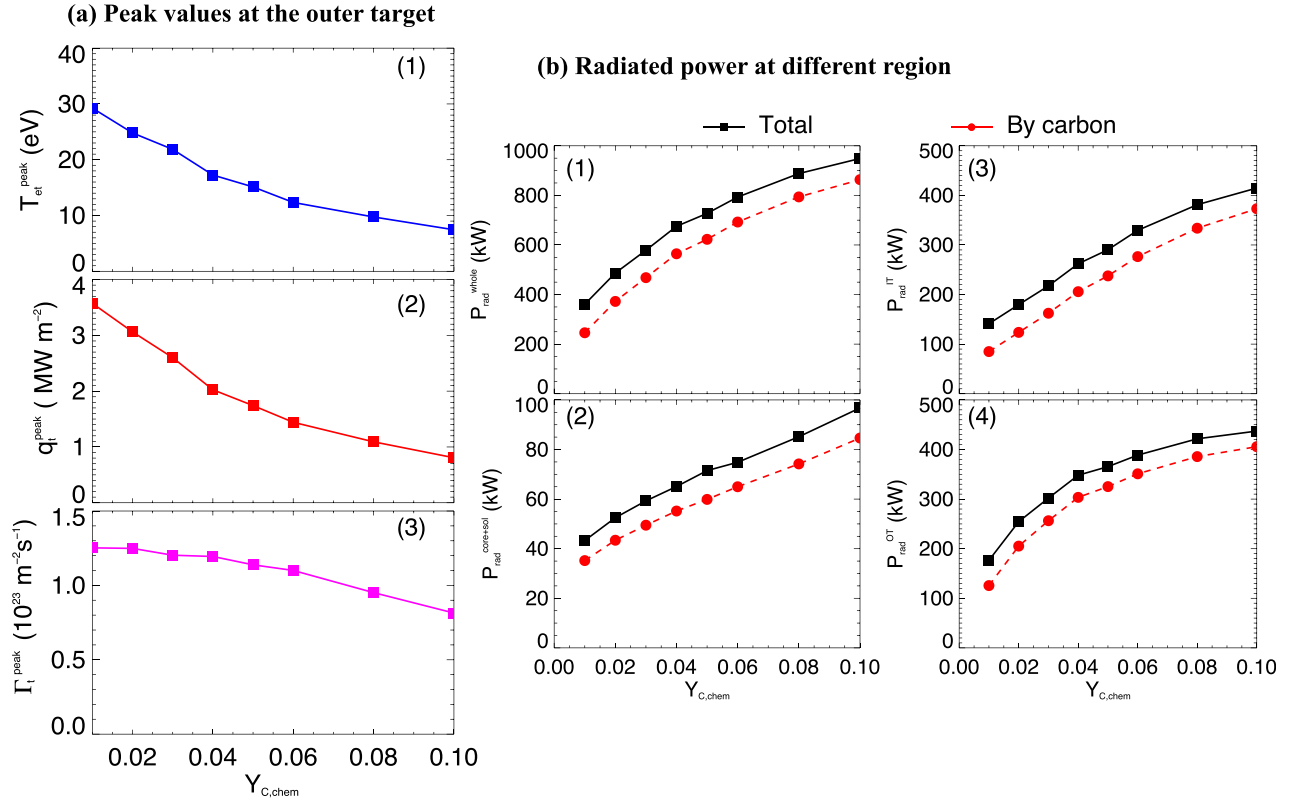 (a) Peak values at the outer target
40
30
20
10
0
T_et^peak (eV)
(1)
4
3
2
1
0
q_t^peak ( MW m⁻²)
(2)
1.5
1.0
0.5
0.0
Γ_t^peak (10²³ m⁻²s⁻¹)
(3)
0.02 0.04 0.06 0.08 0.10
Y_C,chem
(b) Radiated power at different region
Total By carbon
1000
800
600
400
200
0
P_rad^whole (kW)
(1)
100
80
60
40
20
0
P_rad^core+sol (kW)
(2)
0.00 0.02 0.04 0.06 0.08 0.10
Y_C,chem
500
400
300
200
100
0
P_rad^IT (kW)
(3)
500
400
300
200
100
0
P_rad^OT (kW)
(4)
0.00 0.02 0.04 0.06 0.08 0.10
Y_C,chem